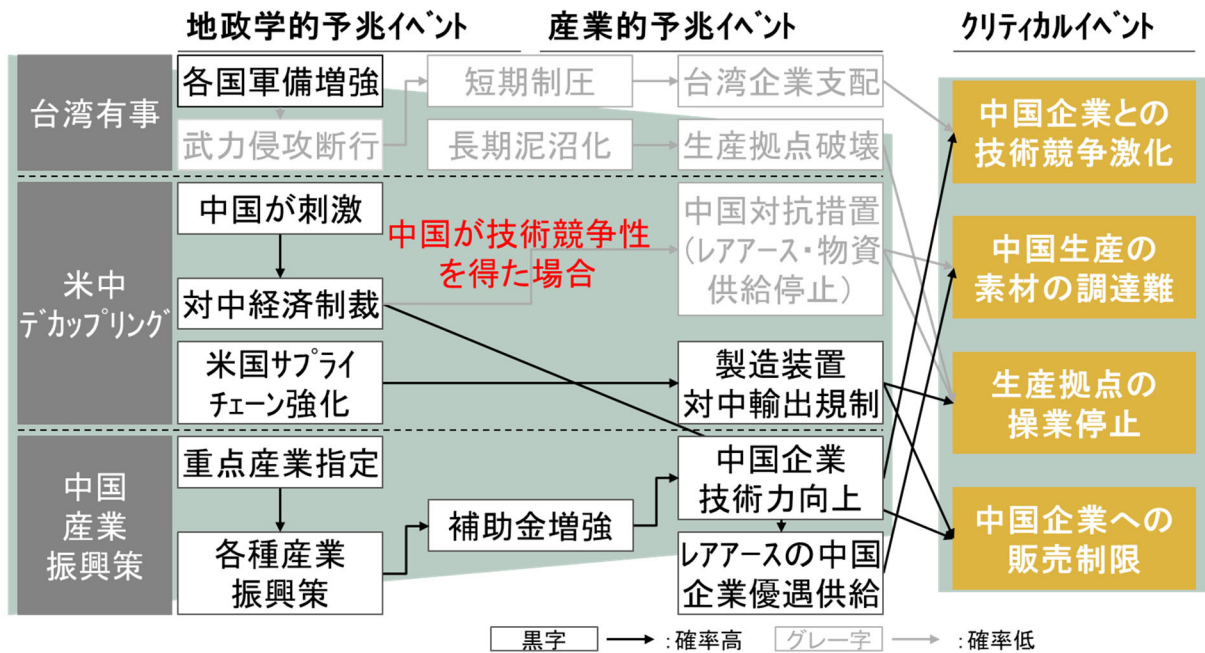 地政学的予兆イベント
産業的予兆イベント
クリティカルイベント
台湾有事
各国軍備増強
武力侵攻断行
短期制圧
長期泥沼化
台湾企業支配
生産拠点破壊
米中
デカップリング
中国が刺激
対中経済制裁
米国サプライ
チェーン強化
中国が技術競争性
を得た場合
中国対抗措置
(レアアース・物資
供給停止)
製造装置
対中輸出規制
中国
産業
振興策
重点産業指定
各種産業
振興策
補助金増強
中国企業
技術力向上
レアアースの中国
企業優遇供給
中国企業との
技術競争激化
中国生産の
素材の調達難
生産拠点の
操業停止
中国企業への
販売制限
黒字 :確率高 グレー字 :確率低